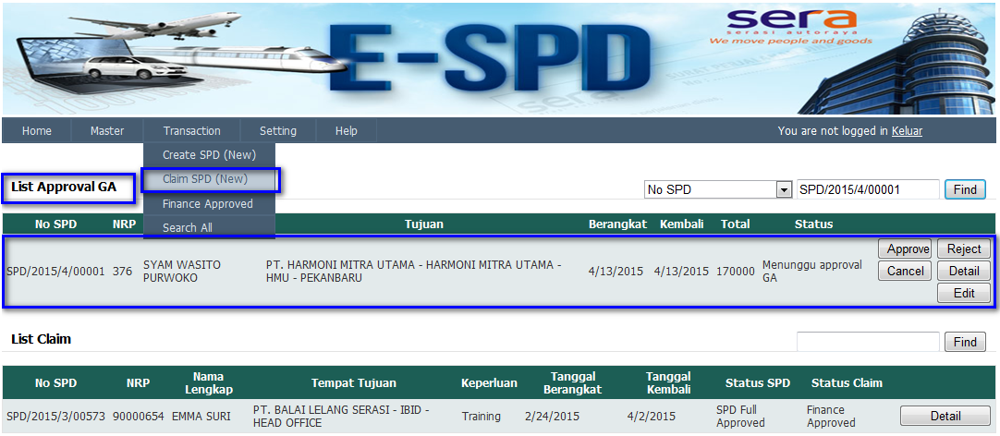 E-SPD
sera
serasi autoraya
We move people and goods
Home Master Transaction Setting Help You are not logged in Keluar
Create SPD (New)
Claim SPD (New)
Finance Approved
Search All
List Approval GA No SPD SPD/2015/4/00001 Find
No SPD NRP Tujuan Berangkat Kembali Total Status
SPD/2015/4/00001 376 SYAM WASITO PT. HARMONI MITRA UTAMA - HARMONI MITRA UTAMA - 4/13/2015 4/13/2015 170000 Menunggu approval Approve Reject
PURWOKO HMU - PEKANBARU GA Cancel Detail
Edit
List Claim Find
No SPD NRP Nama Tempat Tujuan Keperluan Tanggal Tanggal Status SPD Status Claim
Lengkap Berangkat Kembali
SPD/2015/3/00573 90000654 EMMA SURI PT. BALAI LELANG SERASI - IBID - Training 2/24/2015 4/2/2015 SPD Full Finance Detail
HEAD OFFICE Approved Approved